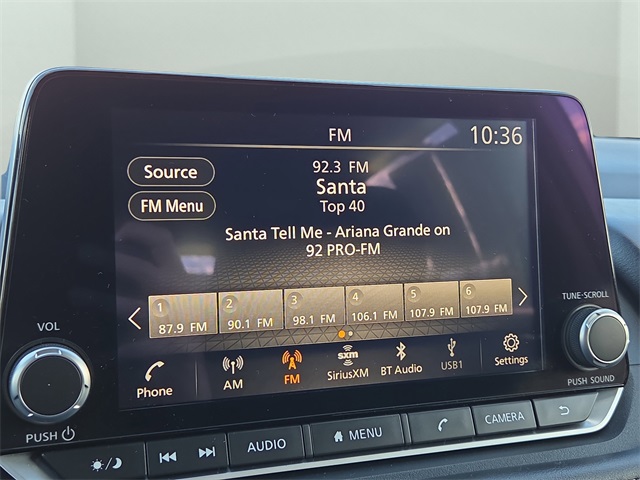 FM
10:36
Source
92.3 FM
Santa
FM Menu
Top 40
Santa Tell Me - Ariana Grande on
92 PRO-FM
1 2 3 4 5 6
87.9 FM 90.1 FM 98.1 FM 106.1 FM 107.9 FM 107.9 FM
Phone
AM
FM
sxm
SiriusXM
BT Audio
USB1
Settings
VOL
PUSH
TUNE-SCROLL
PUSH SOUND
AUDIO
MENU
CAMERA